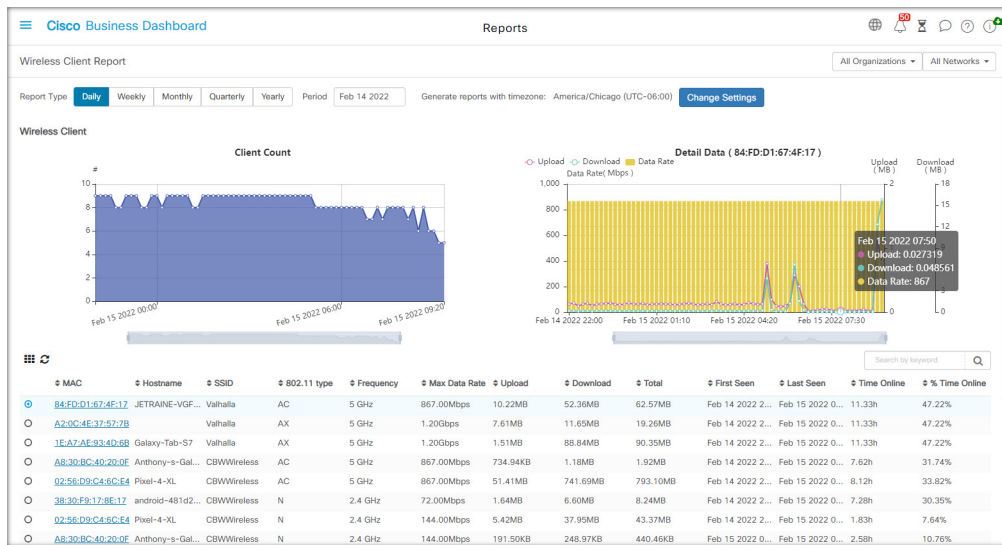 Cisco Business Dashboard
Reports
50
Wireless Client Report
All Organizations
All Networks
Report Type Daily Weekly Monthly Quarterly Yearly Period Feb 14 2022 Generate reports with timezone: America/Chicago (UTC-06:00) Change Settings
Wireless Client
Client Count
#
10
8
6
4
2
0
Feb 15 2022 00:00
Feb 15 2022 06:00
Feb 15 2022 09:20
Detail Data ( 84:FD:D1:67:4F:17 )
Upload Download Data Rate
Data Rate( Mbps )
Upload ( MB )
Download ( MB )
1,000
800
600
400
200
0
2
0
18
15
12
3
0
Feb 15 2022 07:50
Upload: 0.027319
Download: 0.048561
Data Rate: 867
Feb 14 2022 22:00 Feb 15 2022 01:10 Feb 15 2022 04:20 Feb 15 2022 07:30
Search by keyword
MAC Hostname SSID 802.11 type Frequency Max Data Rate Upload Download Total First Seen Last Seen Time Online % Time Online
84:FD:D1:67:4F:17 JETRAINE-VGF... Valhalla AC 5 GHz 867.00Mbps 10.22MB 52.36MB 62.57MB Feb 14 2022 2... Feb 15 2022 0... 11.33h 47.22%
A2:0C:4E:37:57:7B Valhalla AX 5 GHz 1.20Gbps 7.61MB 11.65MB 19.26MB Feb 14 2022 2... Feb 15 2022 0... 11.33h 47.22%
1E:A7:AE:93:4D:6B Galaxy-Tab-S7 Valhalla AX 5 GHz 1.20Gbps 1.51MB 88.84MB 90.35MB Feb 14 2022 2... Feb 15 2022 0... 11.33h 47.22%
A8:30:BC:40:20:0F Anthony-s-Gal... CBWWireless AC 5 GHz 867.00Mbps 734.94KB 1.18MB 1.92MB Feb 14 2022 2... Feb 15 2022 0... 7.62h 31.74%
02:56:D9:C4:6C:E4 Pixel-4-XL CBWWireless AC 5 GHz 867.00Mbps 51.41MB 741.69MB 793.10MB Feb 14 2022 2... Feb 15 2022 0... 8.12h 33.82%
38:30:F9:17:8E:17 android-481d2... CBWWireless N 2.4 GHz 72.00Mbps 1.64MB 6.60MB 8.24MB Feb 14 2022 2... Feb 15 2022 0... 7.28h 30.35%
02:56:D9:C4:6C:E4 Pixel-4-XL CBWWireless N 2.4 GHz 144.00Mbps 5.42MB 37.95MB 43.37MB Feb 14 2022 2... Feb 15 2022 0... 1.83h 7.64%
A8:30:BC:40:20:0F Anthony-s-Gal... CBWWireless N 2.4 GHz 144.00Mbps 191.50KB 248.97KB 440.46KB Feb 14 2022 2... Feb 15 2022 0... 2.58h 10.76%